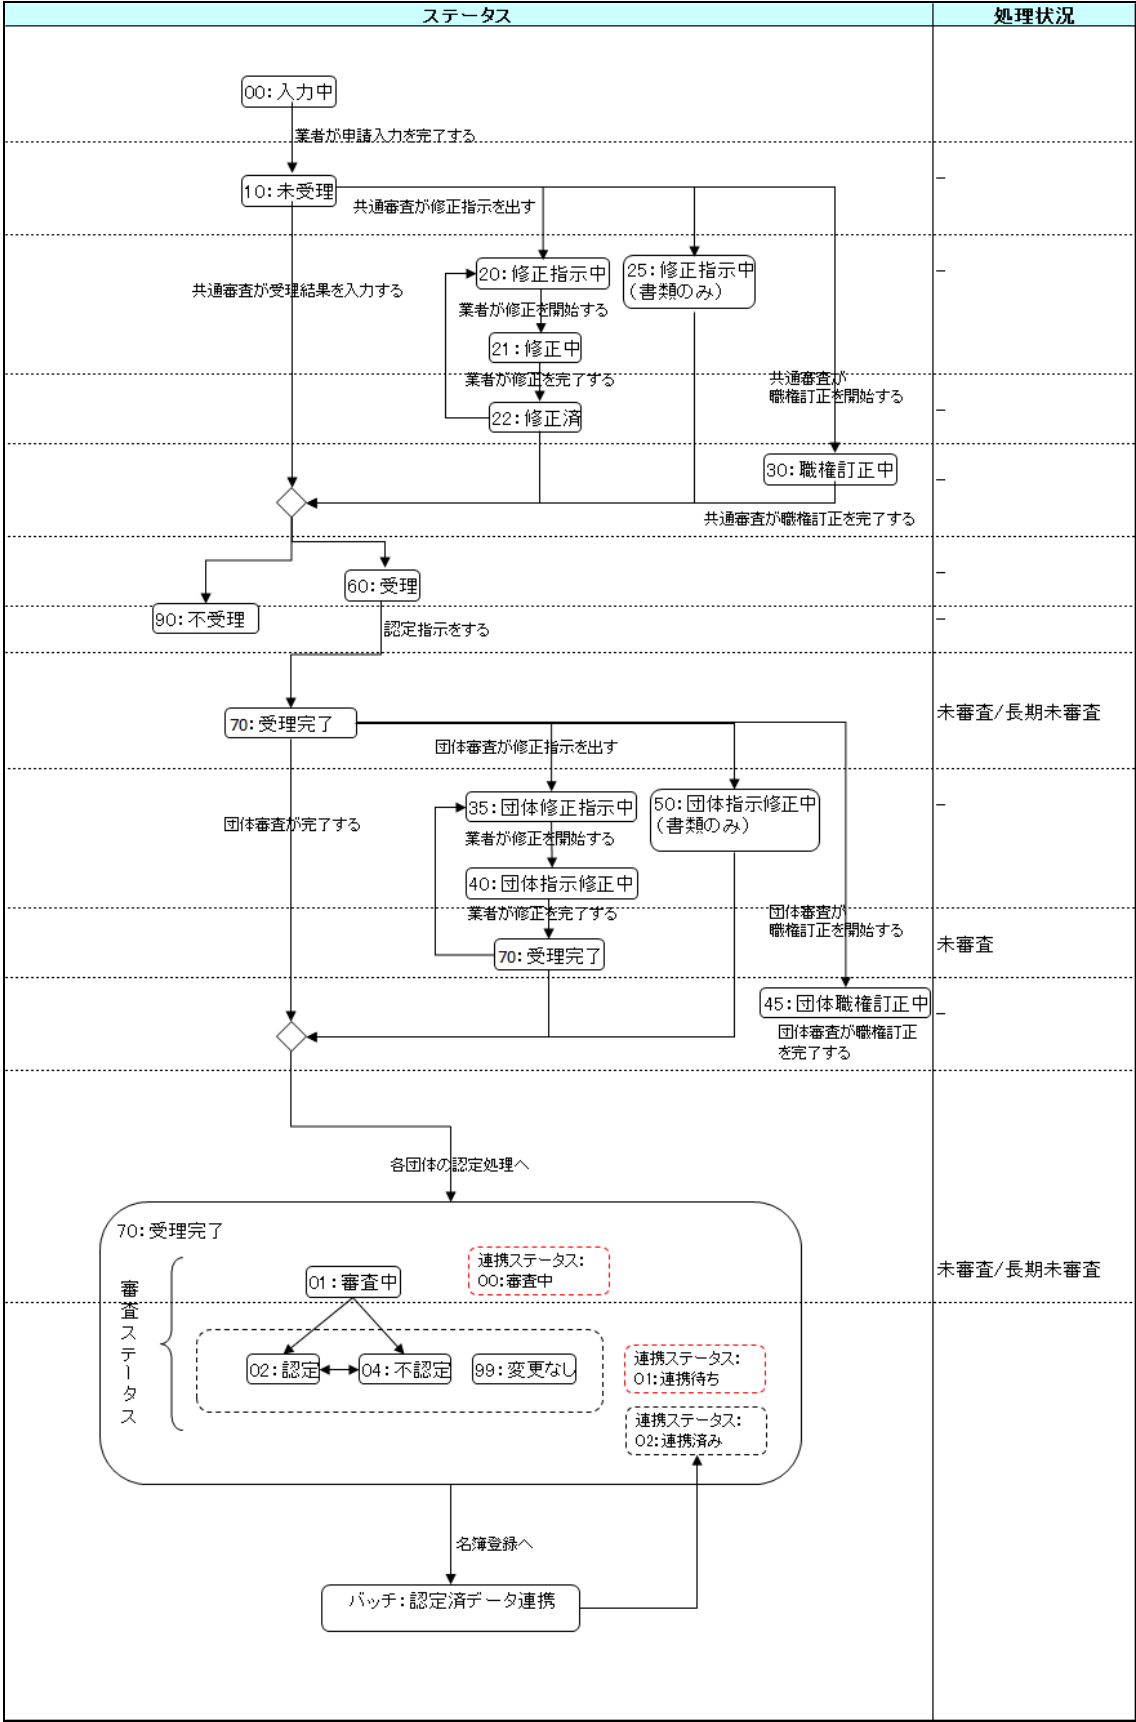 ステータス
処理状況
00:入力中
業者が申請入力を完了する
10:未受理
–
共通審査が修正指示を出す
20:修正指示中
25:修正指示中
(書類のみ)
–
共通審査が受理結果を入力する
業者が修正を開始する
21:修正中
業者が修正を完了する
共通審査が
職権訂正を開始する
22:修正済
–
30:職権訂正中
–
共通審査が職権訂正を完了する
60:受理
–
90:不受理
–
認定指示をする
70:受理完了
未審査/長期未審査
団体審査が修正指示を出す
35:団体修正指示中
50:団体指示修正中
(書類のみ)
–
団体審査が完了する
業者が修正を開始する
40:団体指示修正中
業者が修正を完了する
団体審査が
職権訂正を開始する
70:受理完了
未審査
45:団体職権訂正中
–
団体審査が職権訂正
を完了する
各団体の認定処理へ
70:受理完了
審査ステータス
01:審査中
連携ステータス:
00:審査中
未審査/長期未審査
02:認定
04:不認定
99:変更なし
連携ステータス:
01:連携待ち
連携ステータス:
02:連携済み
名簿登録へ
バッチ:認定済データ連携